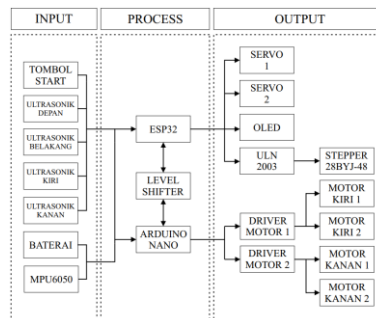 INPUT
PROCESS
OUTPUT
TOMBOL
START
ULTRASONIK
DEPAN
ULTRASONIK
BELAKANG
ULTRASONIK
KIRI
ULTRASONIK
KANAN
BATERAI
MPU6050
ESP32
LEVEL
SHIFTER
ARDUINO
NANO
SERVO
1
SERVO
2
OLED
ULN
2003
STEPPER
28BYJ-48
DRIVER
MOTOR 1
DRIVER
MOTOR 2
MOTOR
KIRI 1
MOTOR
KIRI 2
MOTOR
KANAN 1
MOTOR
KANAN 2